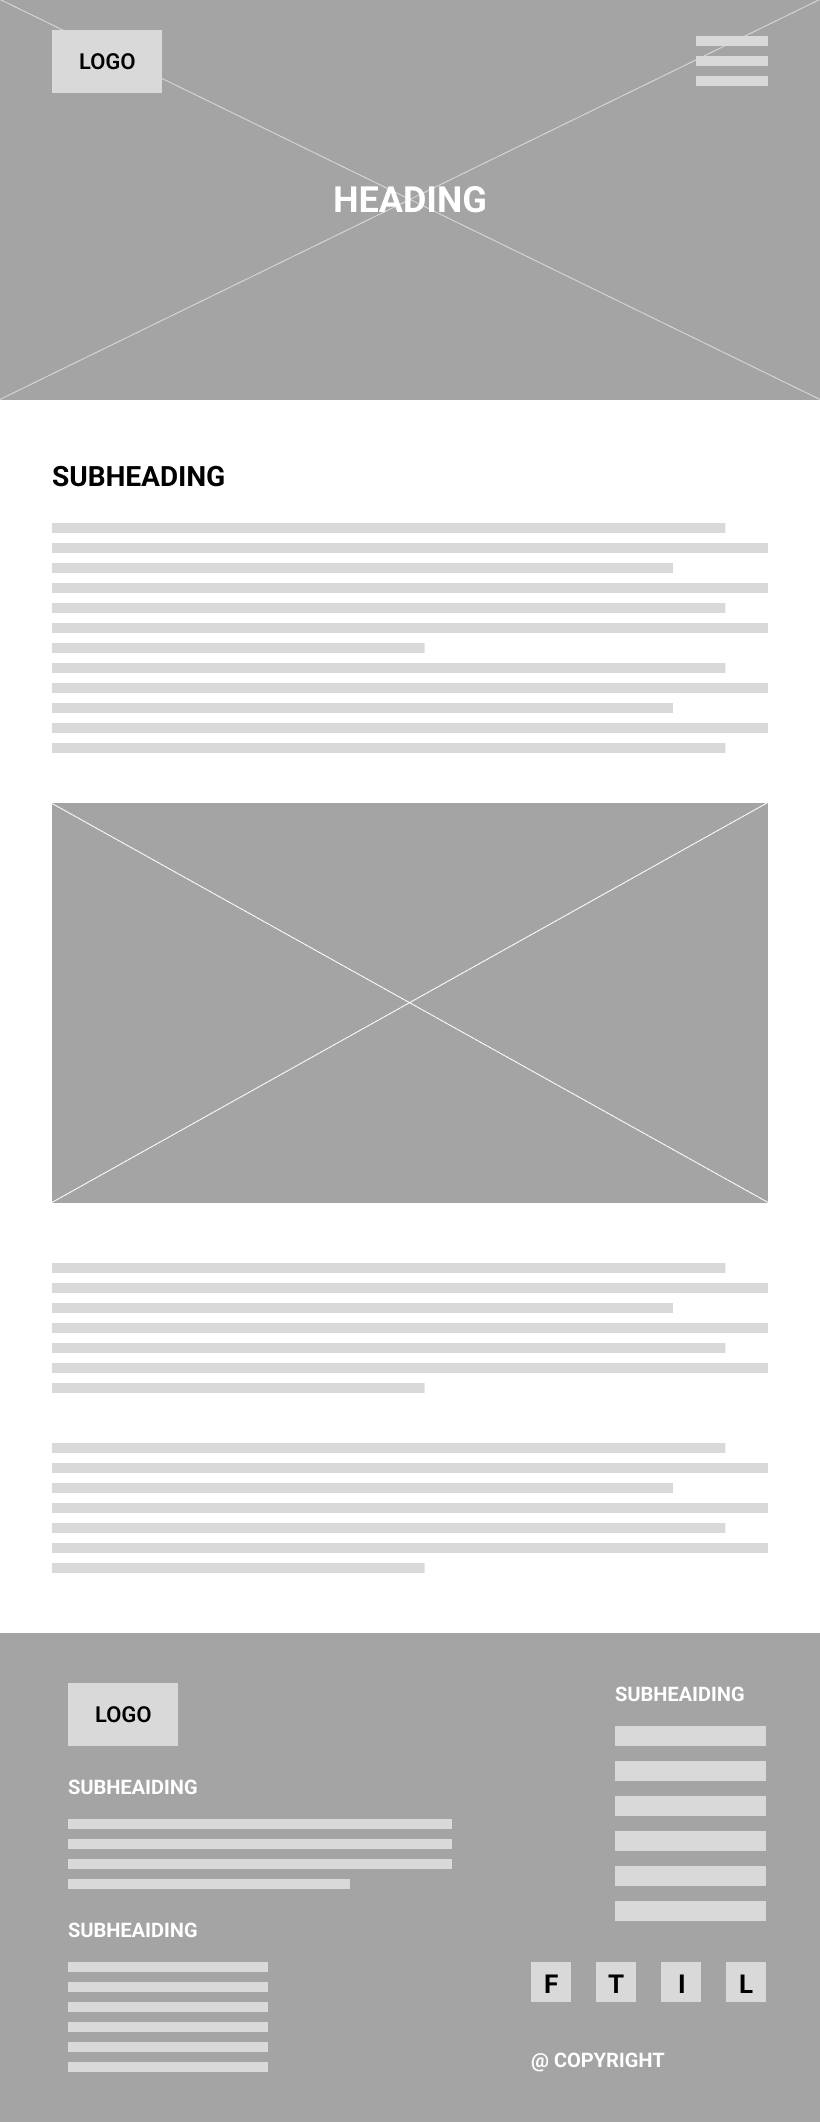 LOGO
HEADING
SUBHEADING
LOGO
SUBHEAIDING
SUBHEAIDING
SUBHEAIDING
F T I L
@ COPYRIGHT